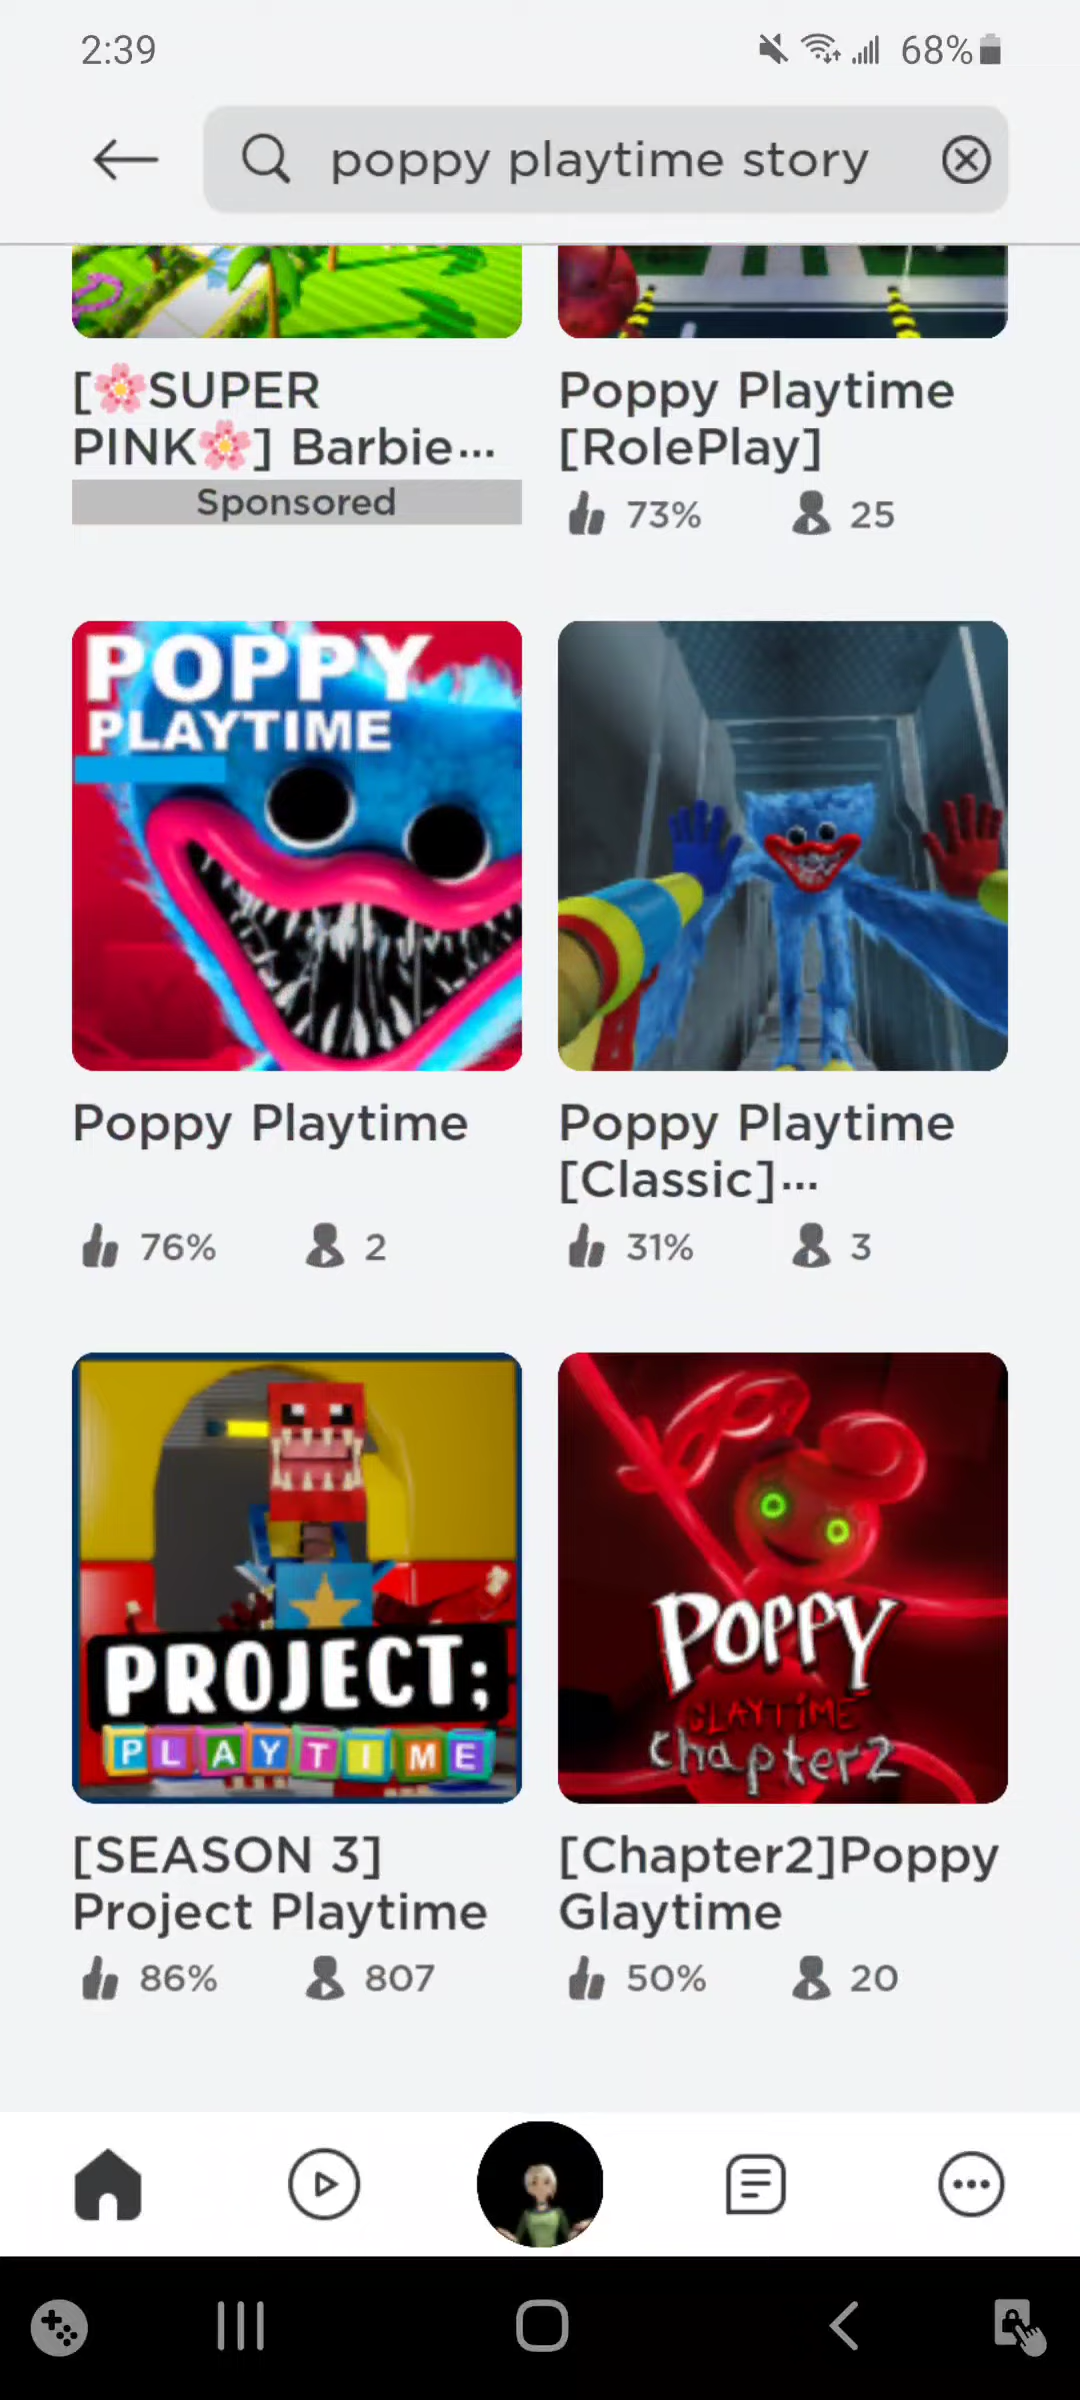 2:39
68%
poppy playtime story
[🌸SUPER
PINK🌸] Barbie...
Sponsored
Poppy Playtime
[RolePlay]
73% 25
POPPY
PLAYTIME
Poppy Playtime
76% 2
Poppy Playtime
[Classic]...
31% 3
PROJECT;
PLAYTIME
[SEASON 3]
Project Playtime
86% 807
POPPY
GLAYTIME
chapter2
[Chapter2]Poppy
Glaytime
50% 20